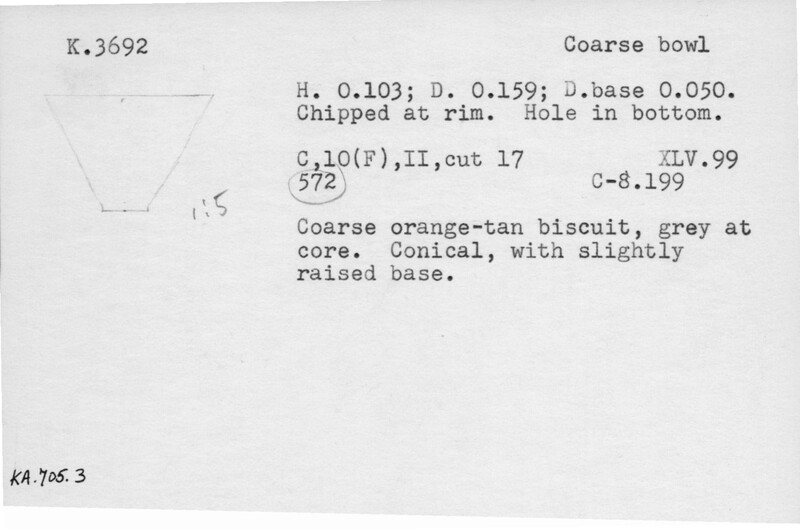 K.3692 Coarse bowl
H. 0.103; D. 0.159; D.base 0.050.
Chipped at rim. Hole in bottom.
C,10(F),II,cut 17 XLV.99
572 C-8.199
1:5
Coarse orange-tan biscuit, grey at
core. Conical, with slightly
raised base.
KA.705.3